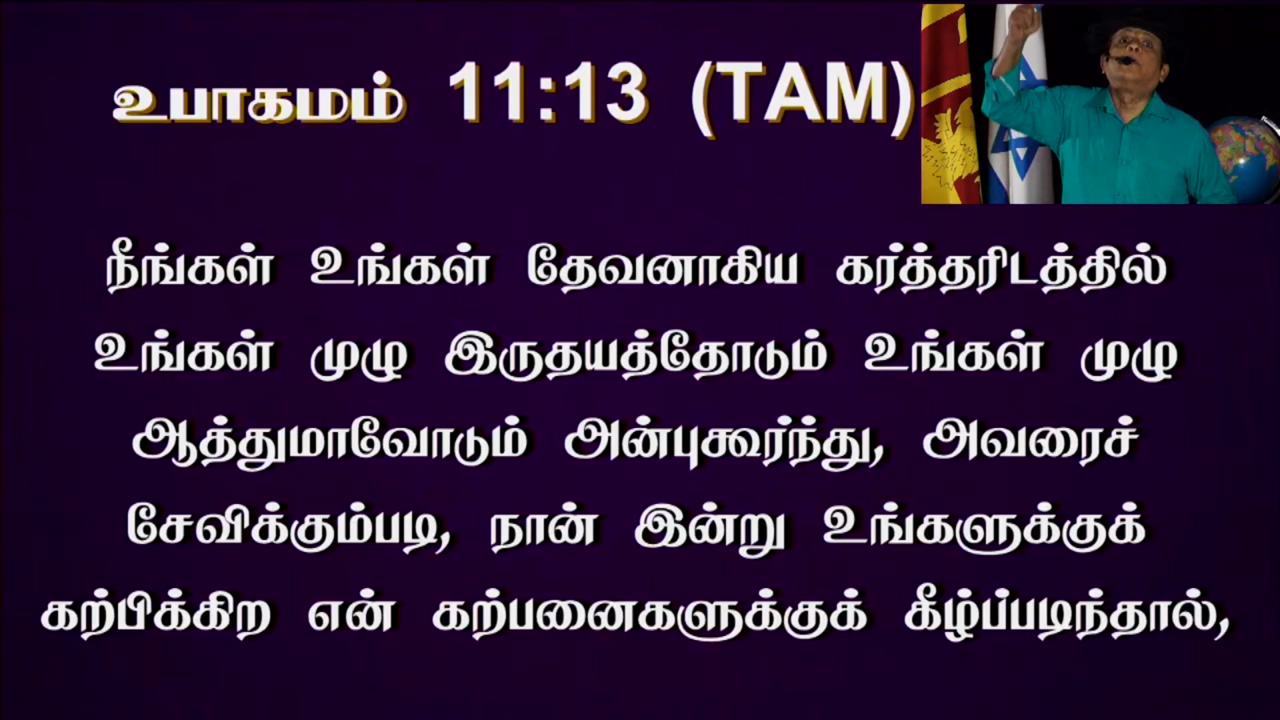 உபாகமம் 11:13 (TAM)
நீங்கள் உங்கள் தேவனாகிய கர்த்தரிடத்தில்
உங்கள் முழு இருதயத்தோடும் உங்கள் முழு
ஆத்துமாவோடும் அன்புகூர்ந்து, அவரைச்
சேவிக்கும்படி, நான் இன்று உங்களுக்குக்
கற்பிக்கிற என் கற்பனைகளுக்குக் கீழ்ப்படிந்தால்,